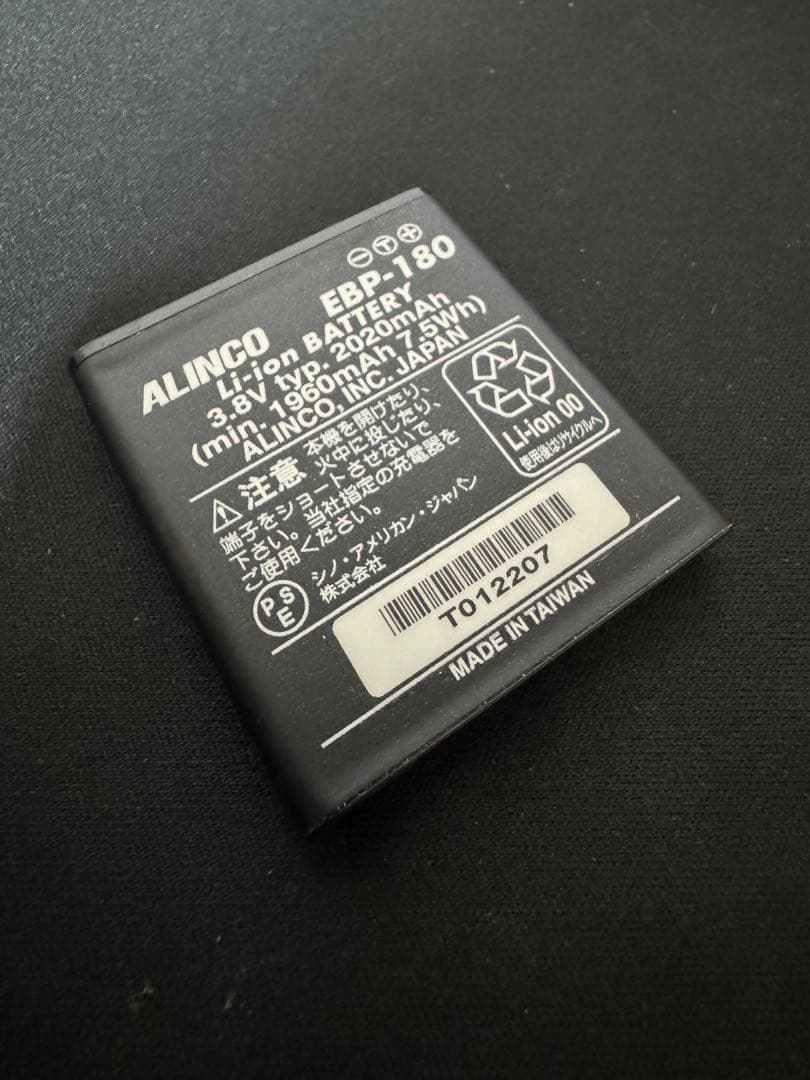 ⊖ Ⓣ ⊕
ALINCO EBP-180
Li-ion BATTERY
3.8V typ. 2020mAh
(min. 1960mAh 7.5Wh)
ALINCO, INC. JAPAN
注意 本機を開けたり、
火中に投したり、
端子をショートさせないで
下さい。当社指定の充電器を
ご使用ください。
Li-ion 00
使用後はリサイクルへ
PSE
シノ・アメリカン・ジャパン
株式会社
T012207
MADE IN TAIWAN